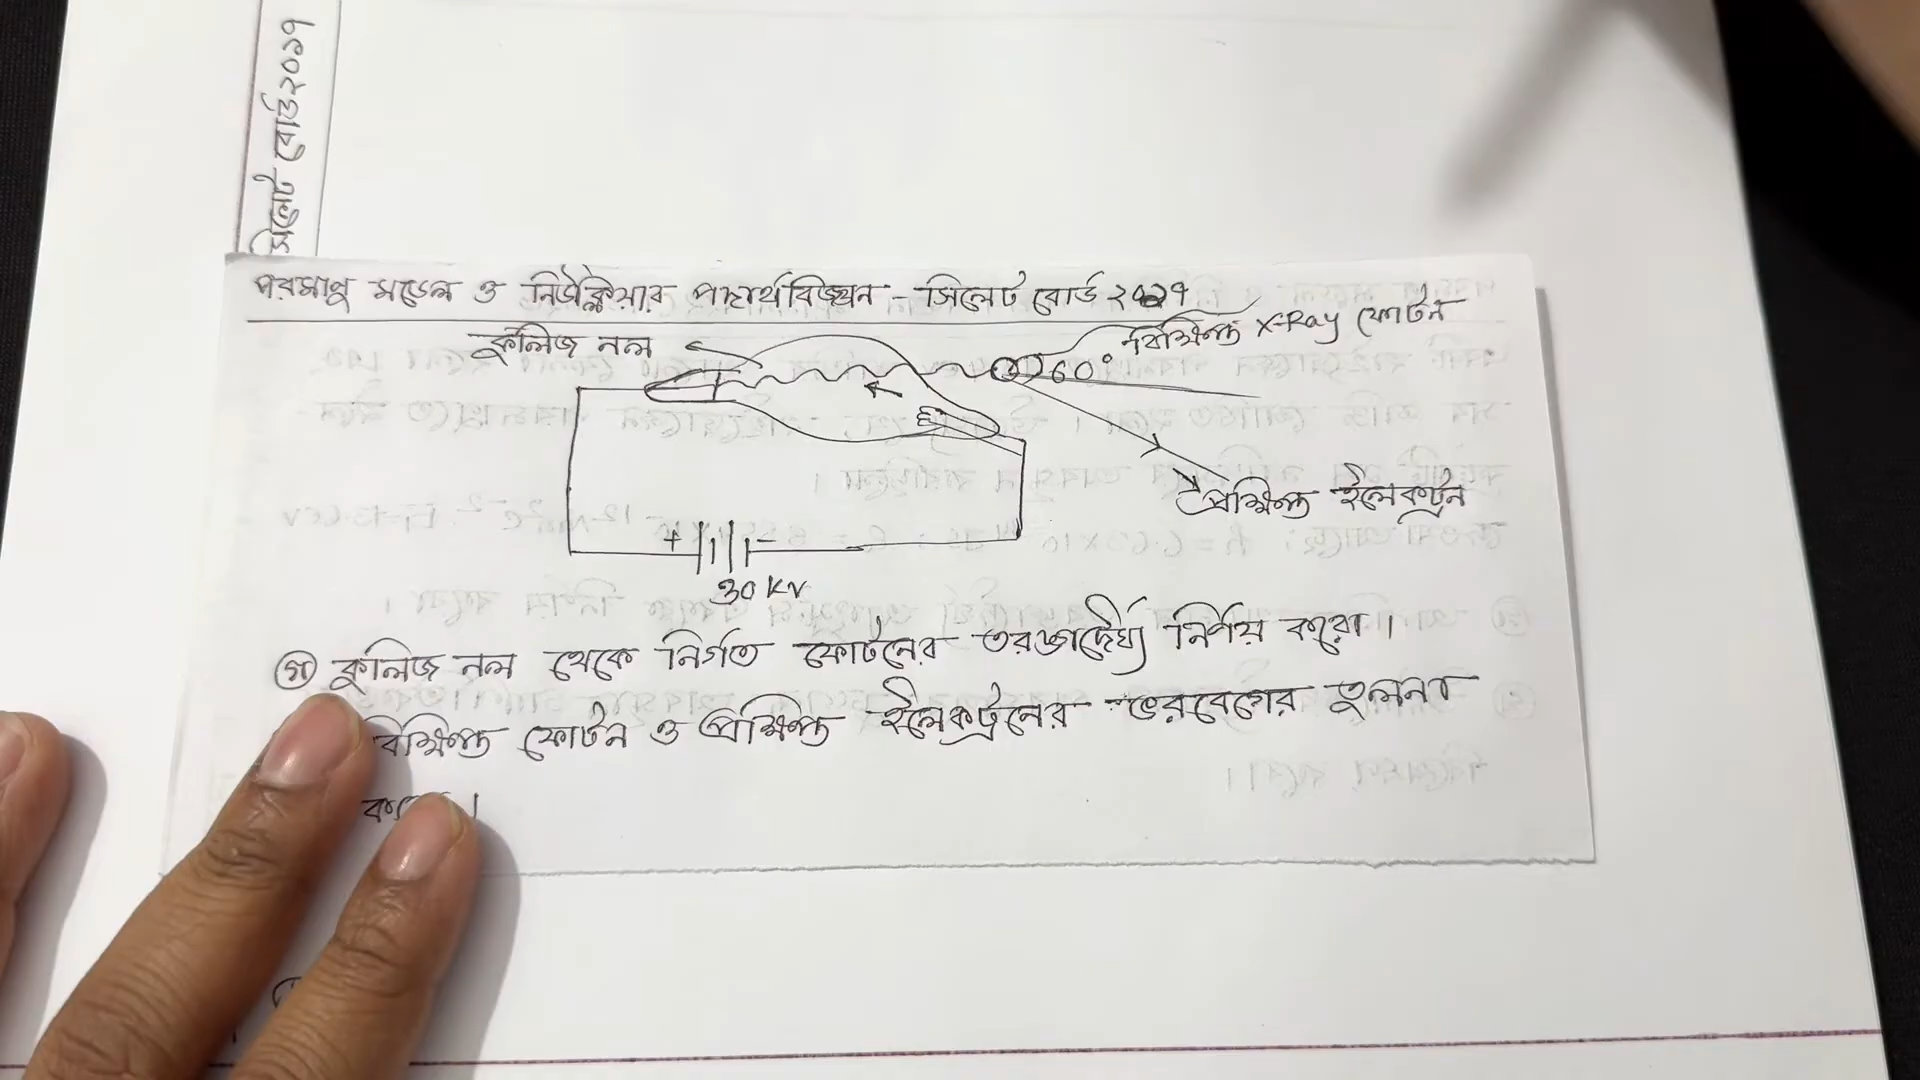 সিলেট বোর্ড ২০১৭
পরমাণু মডেল ও নিউক্লিয়ার পদার্থবিজ্ঞান - সিলেট বোর্ড ২০১৭
কুলিজ নল
বিক্ষিপ্ত X-Ray ফোটন
60°
প্রক্ষিপ্ত ইলেকট্রন
+ -
30 kv
গ কুলিজ নল থেকে নির্গত ফোটনের তরঙ্গদৈর্ঘ্য নির্ণয় করো।
বিক্ষিপ্ত ফোটন ও প্রক্ষিপ্ত ইলেকট্রনের ভরবেগের তুলনা